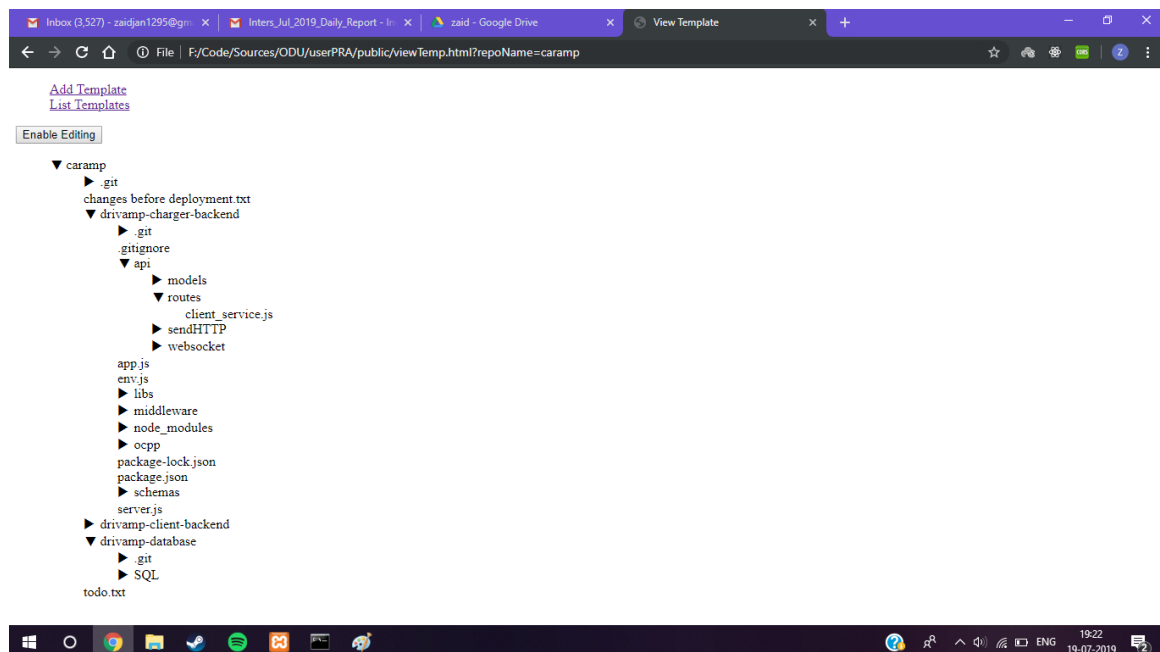 Inbox (3,527) - zaidjan1295@gm
Inters_Jul_2019_Daily_Report - In
zaid - Google Drive
View Template
File | F:/Code/Sources/ODU/userPRA/public/viewTemp.html?repoName=caramp
CORS
Z
Add Template
List Templates
Enable Editing
▼ caramp
▶ .git
changes before deployment.txt
▼ drivamp-charger-backend
▶ .git
.gitignore
▼ api
▶ models
▼ routes
client_service.js
▶ sendHTTP
▶ websocket
app.js
env.js
▶ libs
▶ middleware
▶ node_modules
▶ ocpp
package-lock.json
package.json
▶ schemas
server.js
▶ drivamp-client-backend
▼ drivamp-database
▶ .git
▶ SQL
todo.txt
ENG
19:22
19-07-2019
2